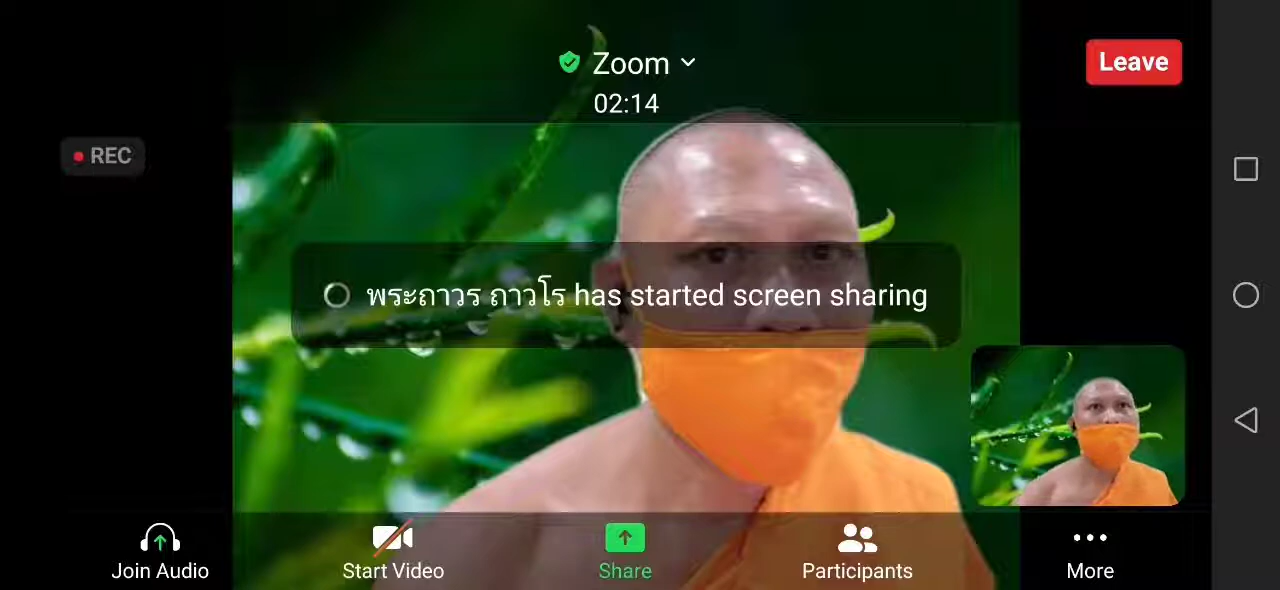 Zoom
02:14
Leave
REC
พระถาวร ถาวโร has started screen sharing
Join Audio
Start Video
Share
Participants
More